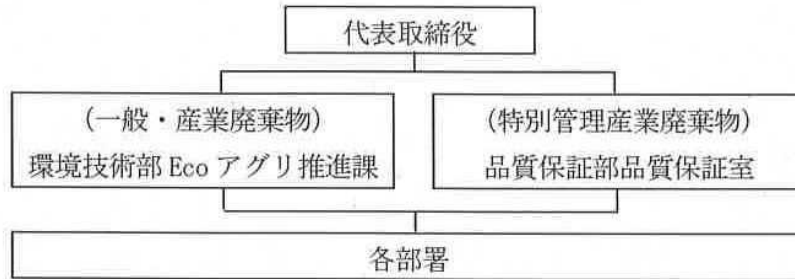 代表取締役
(一般・産業廃棄物)
環境技術部 Eco アグリ推進課
(特別管理産業廃棄物)
品質保証部品質保証室
各部署